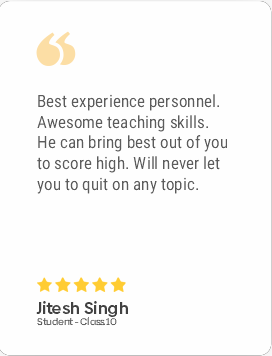 Best experience personnel.
Awesome teaching skills.
He can bring best out of you
to score high. Will never let
you to quit on any topic.
Jitesh Singh
Student - Class10